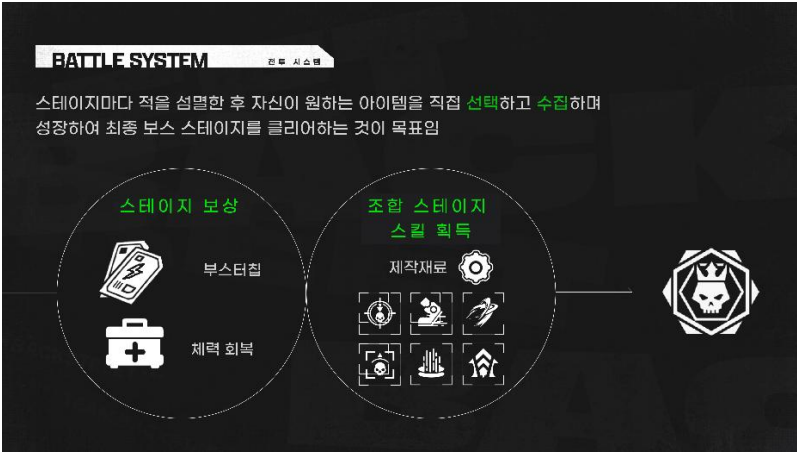 BATTLE SYSTEM 전투 시스템
스테이지마다 적을 섬멸한 후 자신이 원하는 아이템을 직접 선택하고 수집하며
성장하여 최종 보스 스테이지를 클리어하는 것이 목표임
스테이지 보상
부스터칩
체력 회복
조합 스테이지
스킬 획득
제작재료